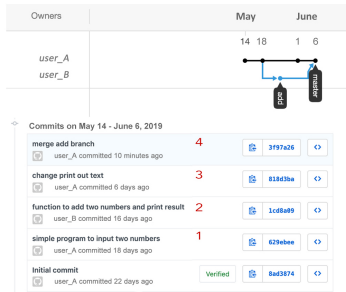 Owners
May
June
14
18
1
6
user_A
user_B
add
master
Commits on May 14 - June 6, 2019
merge add branch
4
user_A committed 10 minutes ago
3f97a26
change print out text
3
user_A committed 6 days ago
818d3ba
function to add two numbers and print result
2
user_B committed 16 days ago
1cd8a09
simple program to input two numbers
1
user_A committed 18 days ago
629ebee
Initial commit
user_A committed 22 days ago
Verified
8ad3874